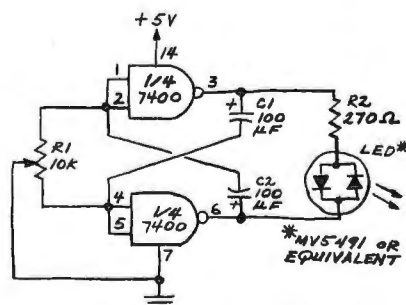 +5V
14
1
2
1/4
7400
3
+
C1
100
µF
R2
270Ω
R1
10K
LED*
C2
100
µF
+
4
5
1/4
7400
6
7
*MV5491 OR
EQUIVALENT